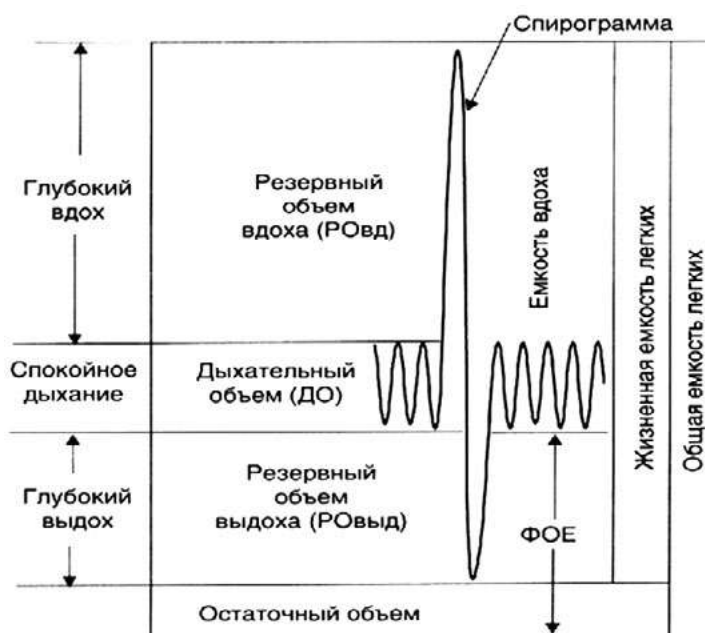 Спирограмма
Глубокий
вдох
Резервный
объем
вдоха (РОвд)
Емкость вдоха
Жизненная емкость легких
Общая емкость легких
Спокойное
дыхание
Дыхательный
объем (ДО)
Глубокий
выдох
Резервный
объем
выдоха (РОвыд)
ФОЕ
Остаточный объем